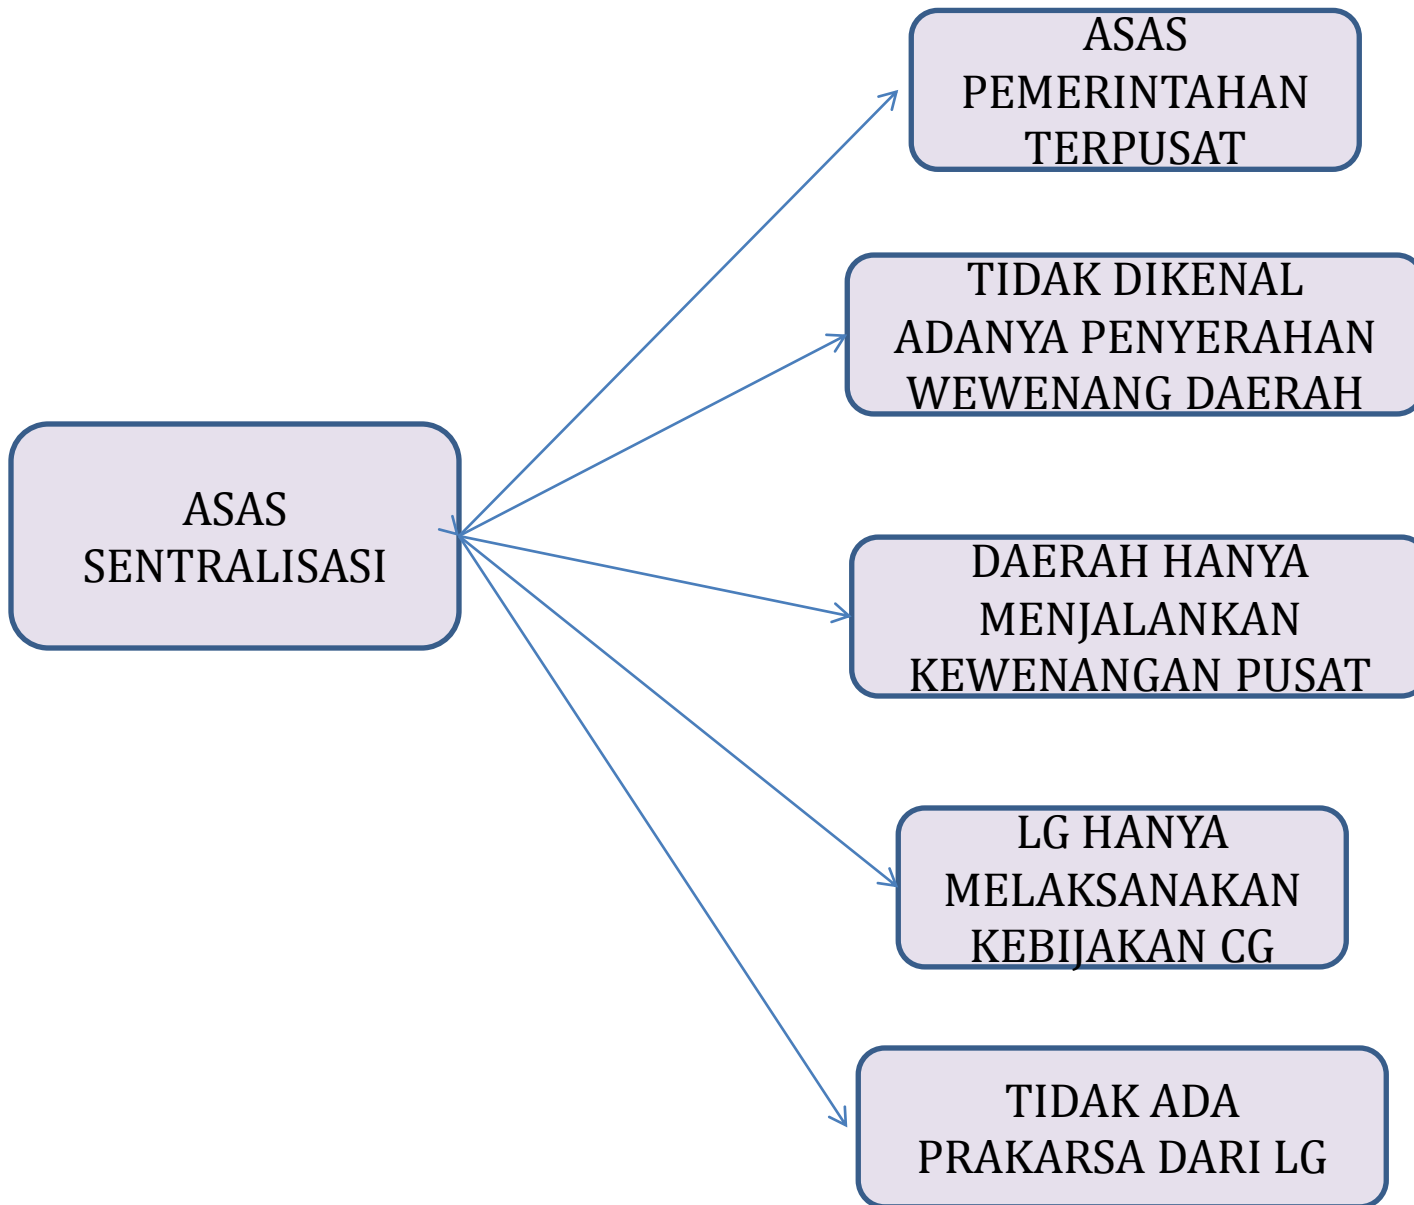 ASAS
SENTRALISASI
ASAS
PEMERINTAHAN
TERPUSAT
TIDAK DIKENAL
ADANYA PENYERAHAN
WEWENANG DAERAH
DAERAH HANYA
MENJALANKAN
KEWENANGAN PUSAT
LG HANYA
MELAKSANAKAN
KEBIJAKAN CG
TIDAK ADA
PRAKARSA DARI LG